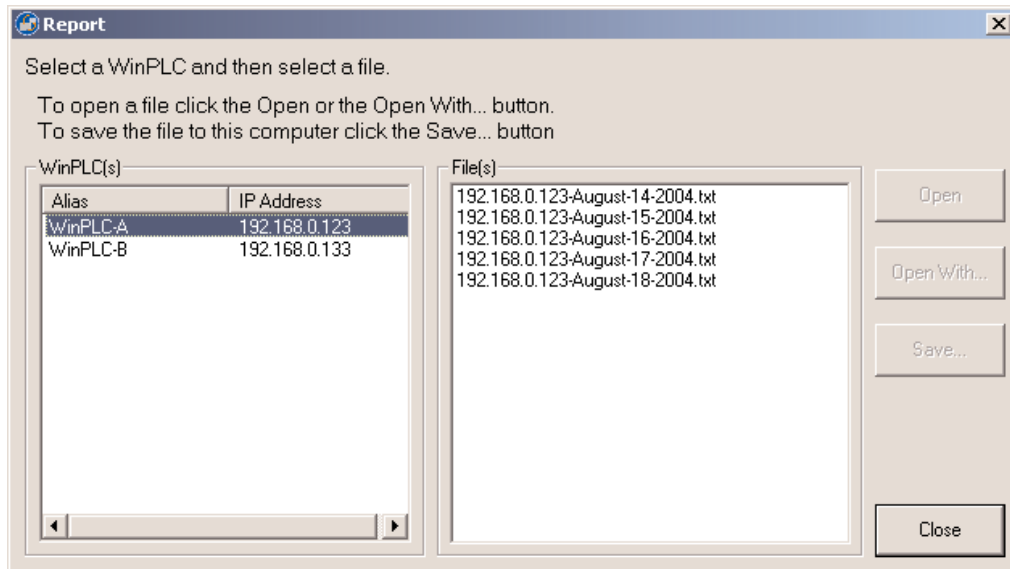 Report
Select a WinPLC and then select a file.
To open a file click the Open or the Open With... button.
To save the file to this computer click the Save... button
WinPLC(s)
Alias IP Address
WinPLC-A 192.168.0.123
WinPLC-B 192.168.0.133
File(s)
192.168.0.123-August-14-2004.txt
192.168.0.123-August-15-2004.txt
192.168.0.123-August-16-2004.txt
192.168.0.123-August-17-2004.txt
192.168.0.123-August-18-2004.txt
Open
Open With...
Save...
Close